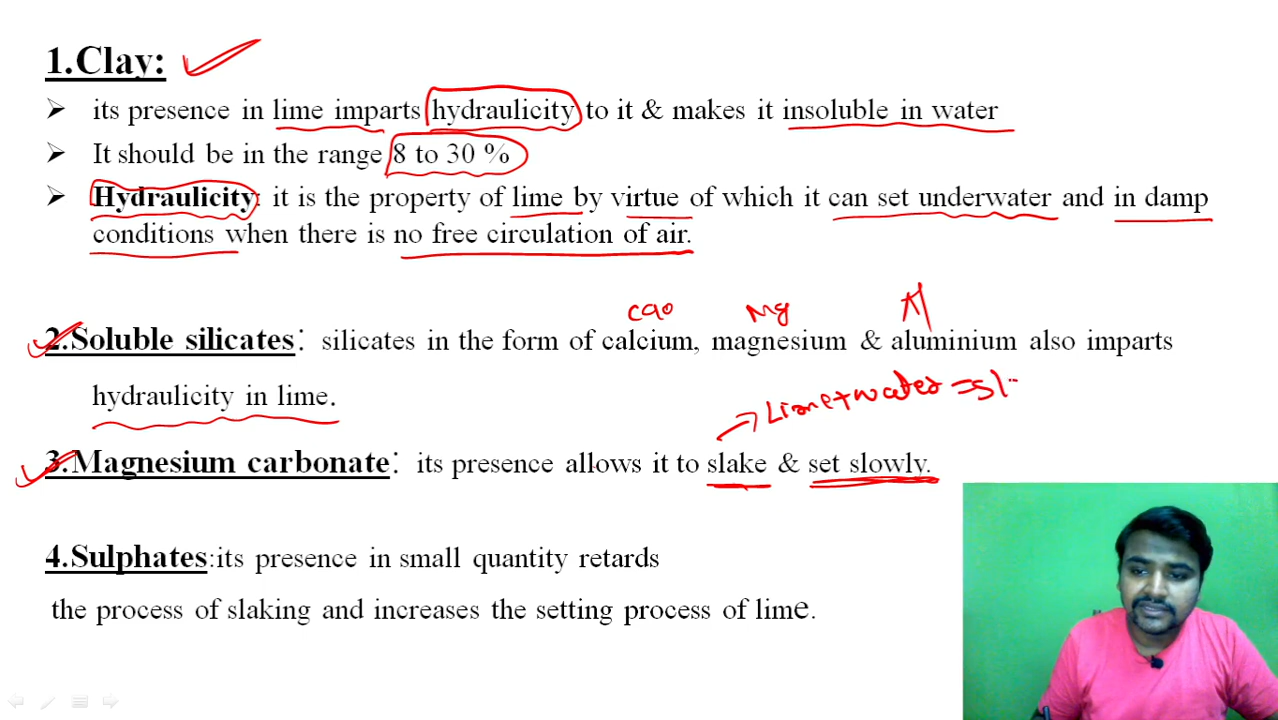 1.Clay:
➢ its presence in lime imparts hydraulicity to it & makes it insoluble in water
➢ It should be in the range 8 to 30 %
➢ Hydraulicity: it is the property of lime by virtue of which it can set underwater and in damp
conditions when there is no free circulation of air.
cao Mg Al
2.Soluble silicates: silicates in the form of calcium, magnesium & aluminium also imparts
hydraulicity in lime.
→ Lime+water =sl
3.Magnesium carbonate: its presence allows it to slake & set slowly.
4.Sulphates:its presence in small quantity retards
the process of slaking and increases the setting process of lime.